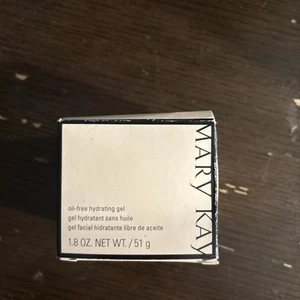 MARY KAY
oil-free hydrating gel
gel hydratant sans huile
gel facial hidratante libre de aceite
1.8 OZ. NET WT. / 51 g